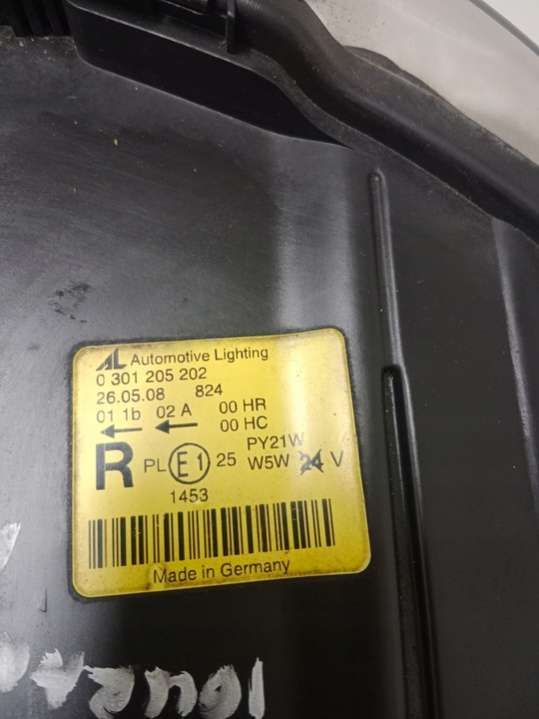 AL Automotive Lighting
0 301 205 202
26.05.08 824
01 1b 02 A 00 HR
← ← 00 HC
R PL E1 25 PY21W
W5W 24 V
1453
Made in Germany